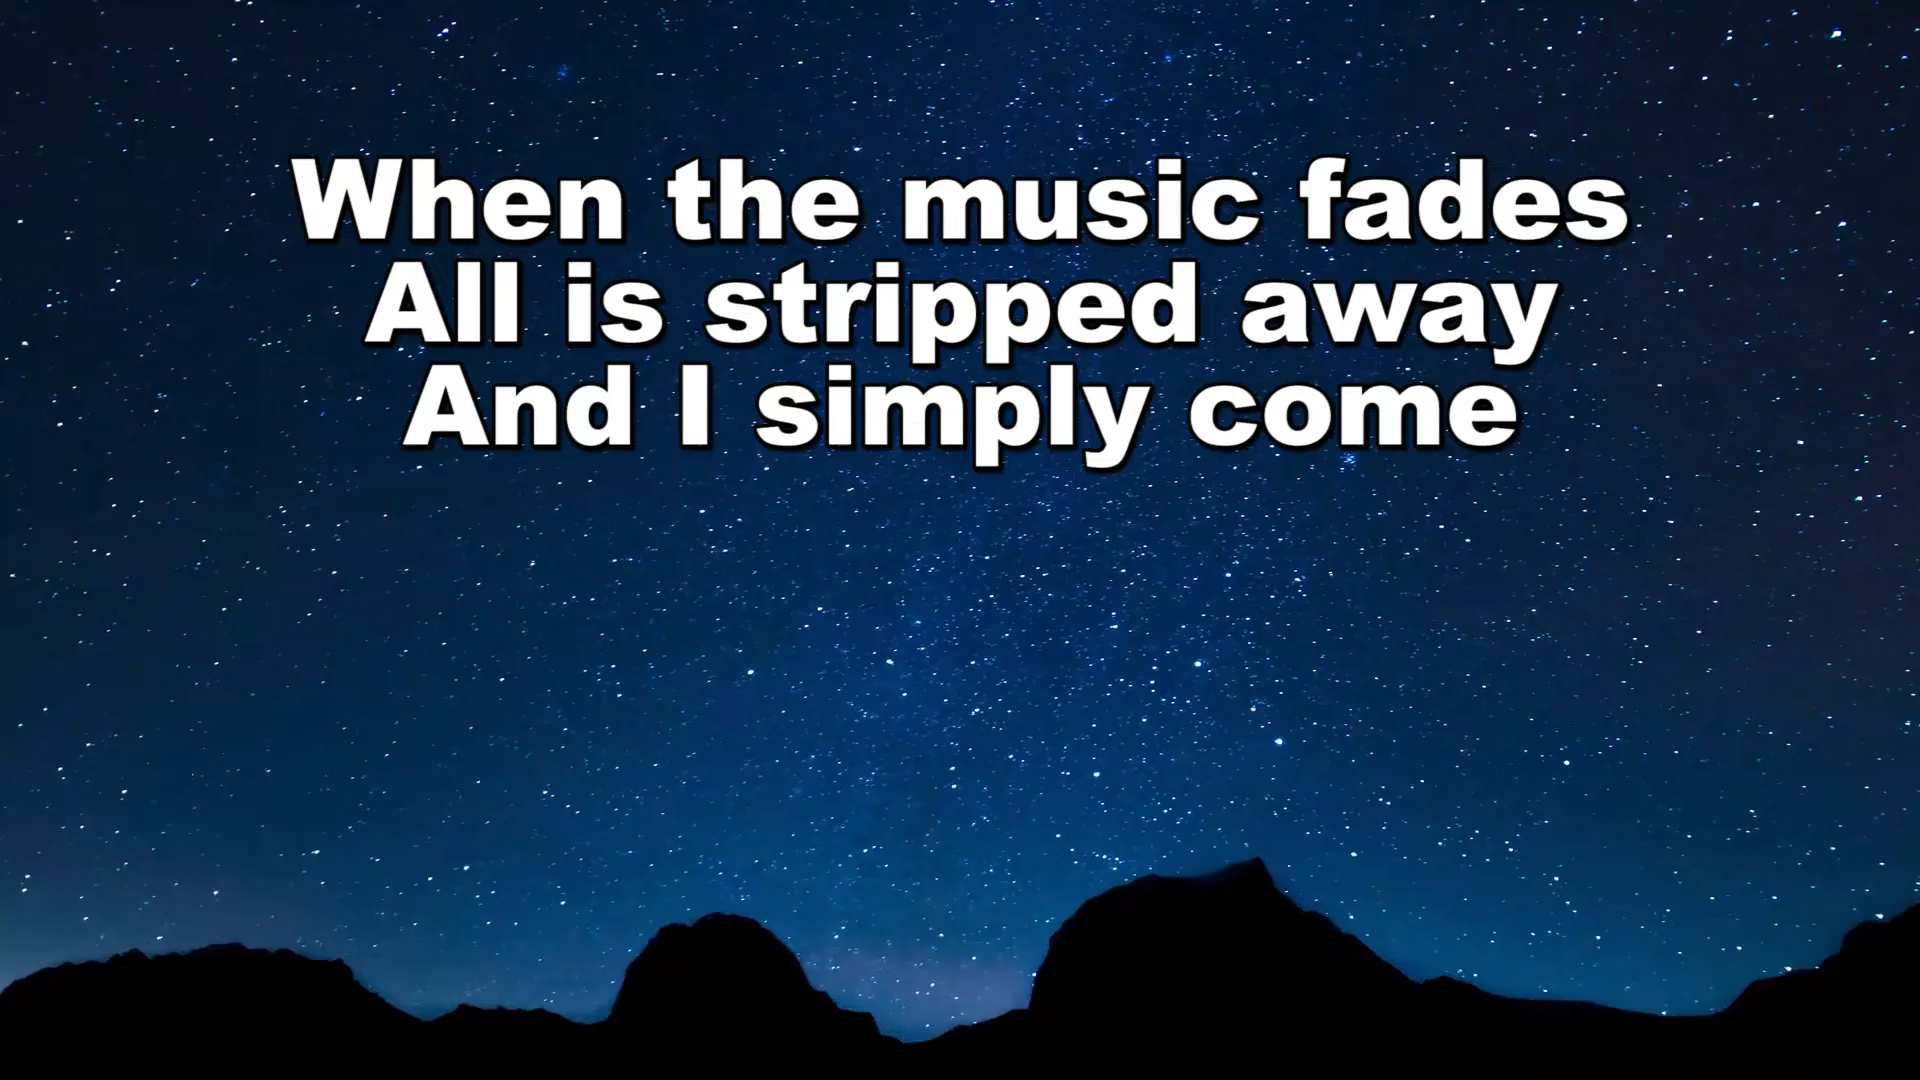 When the music fades
All is stripped away
And I simply come